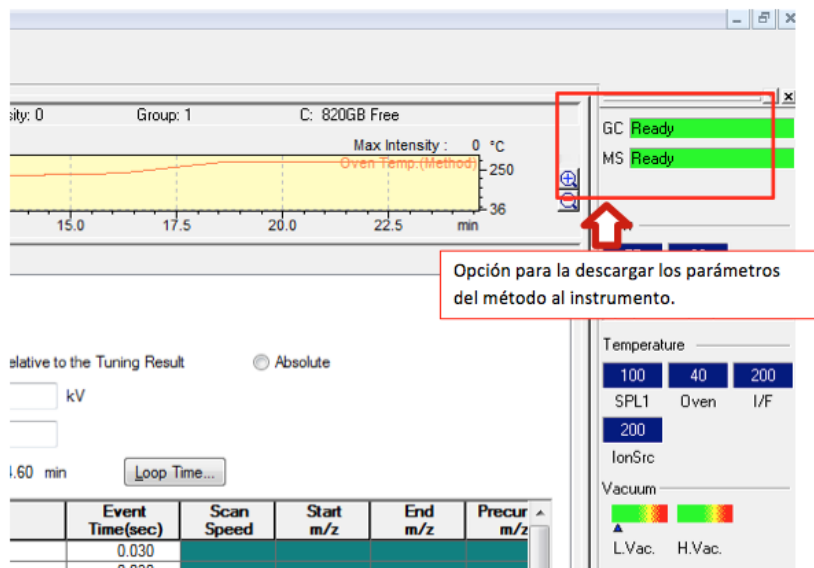 sity: 0 Group: 1 C: 820GB Free
Max Intensity : 0 °C
Oven Temp.(Method)
250
36
15.0 17.5 20.0 22.5 min
GC Ready
MS Ready
Opción para la descargar los parámetros
del método al instrumento.
elative to the Tuning Result Absolute
kV
4.60 min Loop Time...
Event Time(sec) Scan Speed Start m/z End m/z Precur m/z
0.030
Temperature
100 40 200
SPL1 Oven I/F
200
IonSrc
Vacuum
L.Vac. H.Vac.